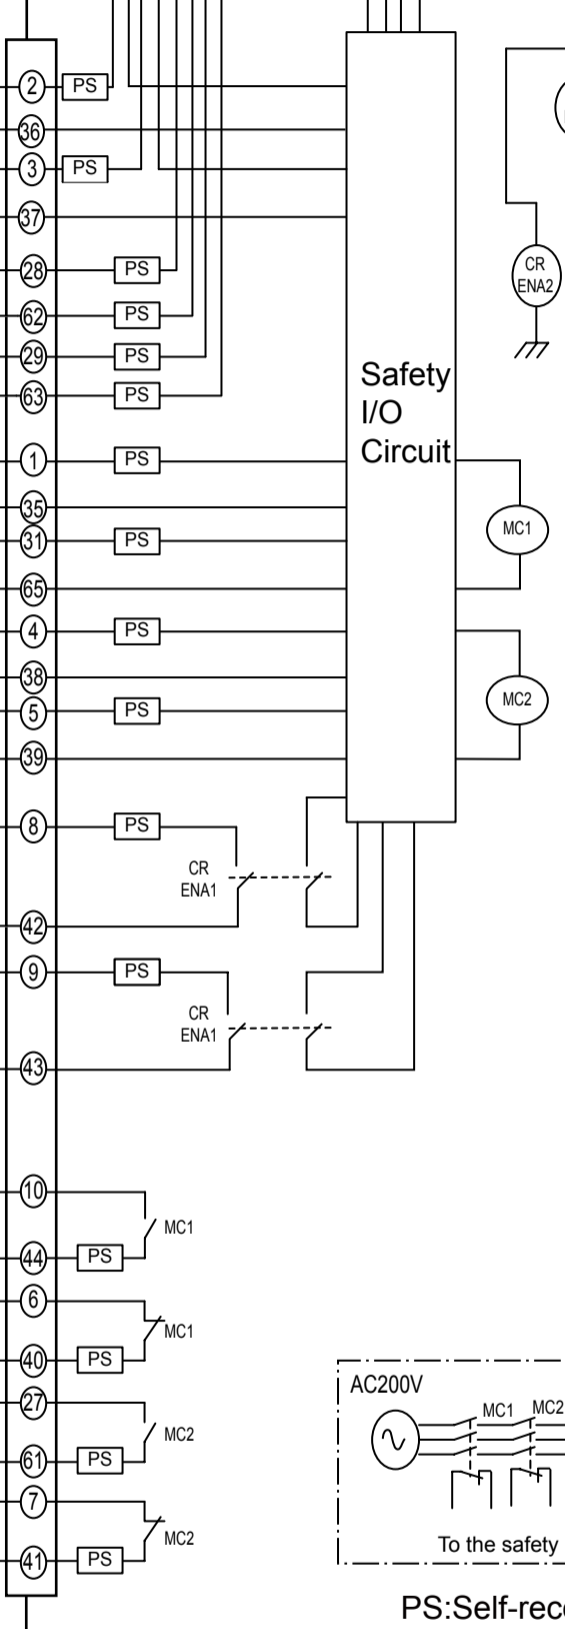 2 PS
36
3 PS
37
28 PS
62 PS
29 PS
63 PS
CR
ENA2
Safety
I/O
Circuit
1 PS
35
31 PS
65
MC1
4 PS
38
5 PS
39
MC2
8 PS
CR
ENA1
42
9 PS
CR
ENA1
43
10
MC1
44 PS
6
MC1
40 PS
27
MC2
61 PS
7
MC2
41 PS
AC200V
MC1 MC2
To the safety
PS:Self-rec